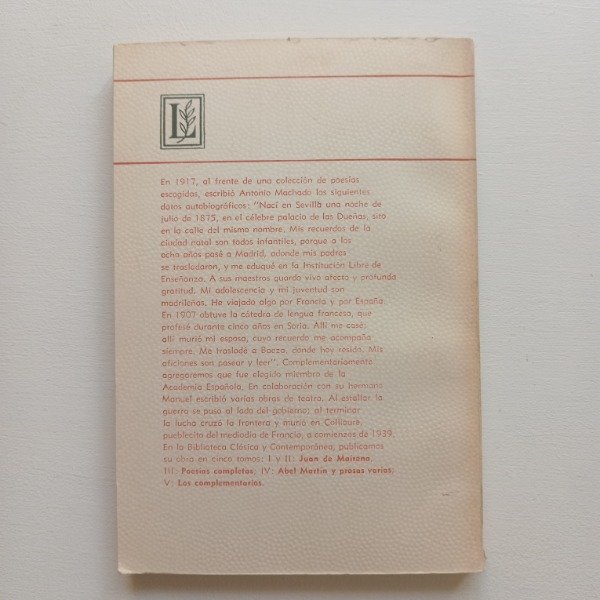 L
En 1917, al frente de una colección de poesías
escogidas, escribió Antonio Machado los siguientes
datos autobiográficos: "Nací en Sevilla una noche de
julio de 1875, en el célebre palacio de las Dueñas, sito
en la calle del mismo nombre. Mis recuerdos de la
ciudad natal son todos infantiles, porque a los
ocho años pasé a Madrid, adonde mis padres
se trasladaron, y me eduqué en la Institución Libre de
Enseñanza. A sus maestros guardo vivo afecto y profunda
gratitud. Mi adolescencia y mi juventud son
madrileñas. He viajado algo por Francia y por España.
En 1907 obtuve la cátedra de lengua francesa, que
profesé durante cinco años en Soria. Allí me casé;
allí murió mi esposa, cuyo recuerdo me acompaña
siempre. Me trasladé a Baeza, donde hoy resido. Mis
aficiones son pasear y leer". Complementariamente
agregaremos que fue elegido miembro de la
Academia Española. En colaboración con su hermano
Manuel escribió varias obras de teatro. Al estallar la
guerra se puso al lado del gobierno; al terminar
la lucha cruzó la frontera y murió en Collioure,
pueblecito del mediodía de Francia, a comienzos de 1939.
En la Biblioteca Clásica y Contemporánea, publicamos
su obra en cinco tomos: I y II: Juan de Mairena,
III: Poesías completas; IV: Abel Martín y prosas varias;
V: Los complementarios.